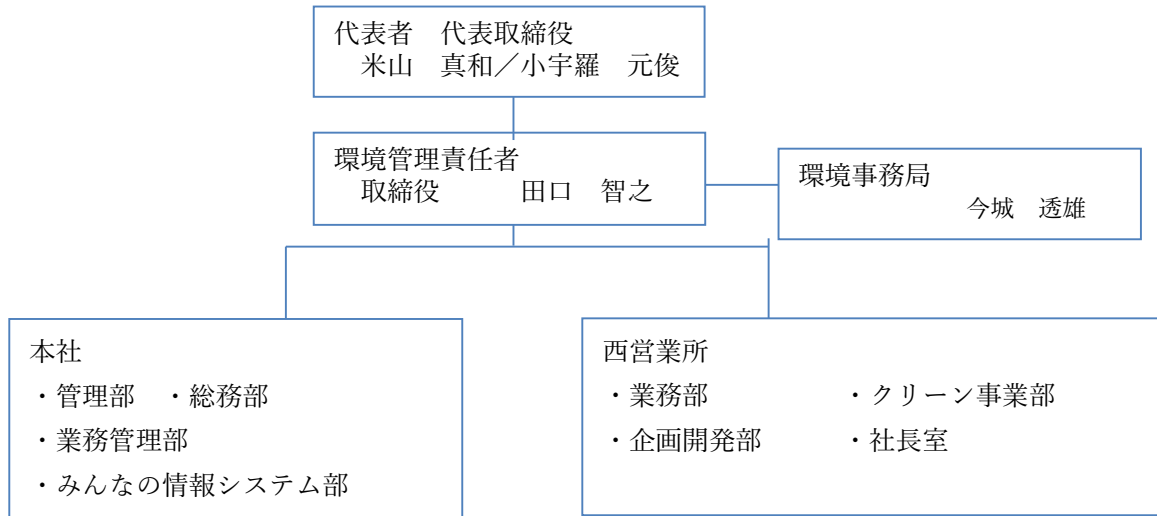 代表者　代表取締役
米山　真和／小宇羅　元俊
環境管理責任者
取締役　　　田口　智之
環境事務局
今城　透雄
本社
・管理部　・総務部
・業務管理部
・みんなの情報システム部
西営業所
・業務部　　　　　・クリーン事業部
・企画開発部　　　・社長室